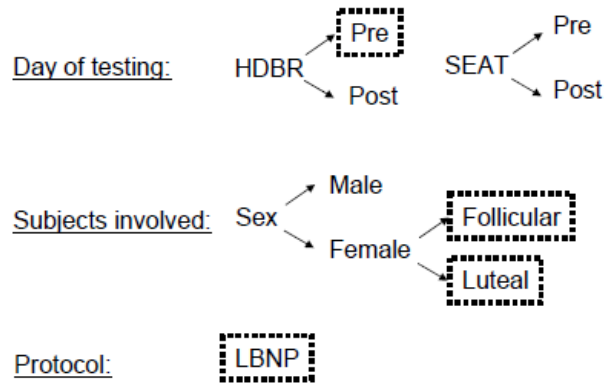 Day of testing: HDBR Pre Post SEAT Pre Post
Subjects involved: Sex Male Female Follicular Luteal
Protocol: LBNP